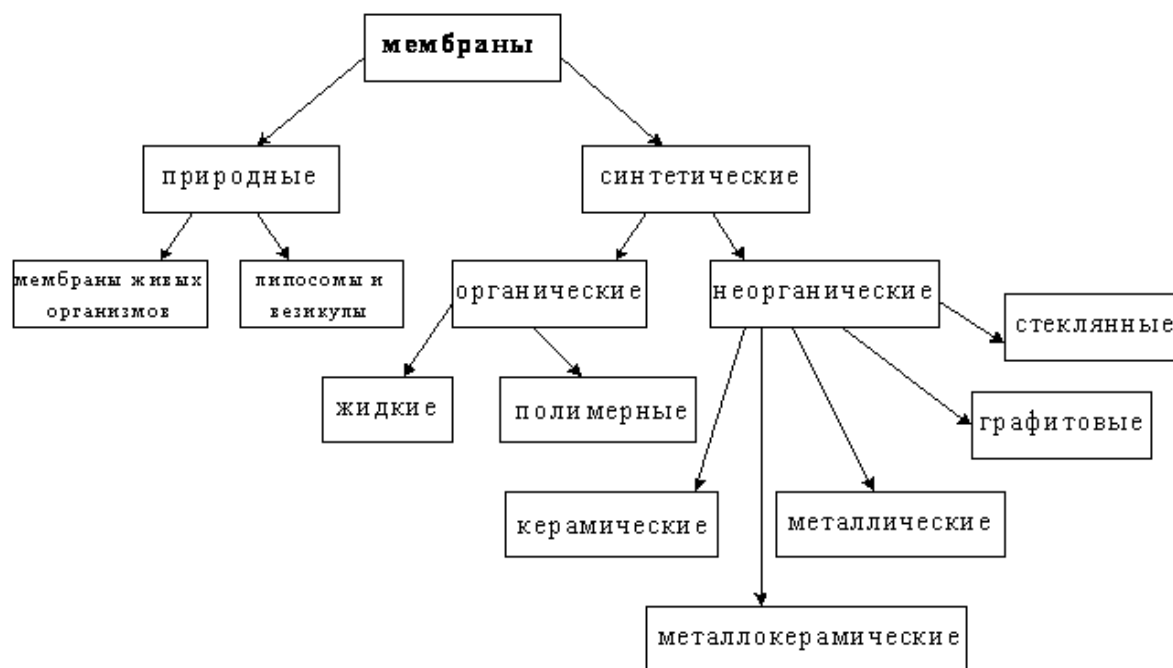 мембраны
природные
синтетические
мембраны живых
организмов
липосомы и
везикулы
органические
неорганические
стеклянные
жидкие
полимерные
графитовые
керамические
металлические
металлокерамические